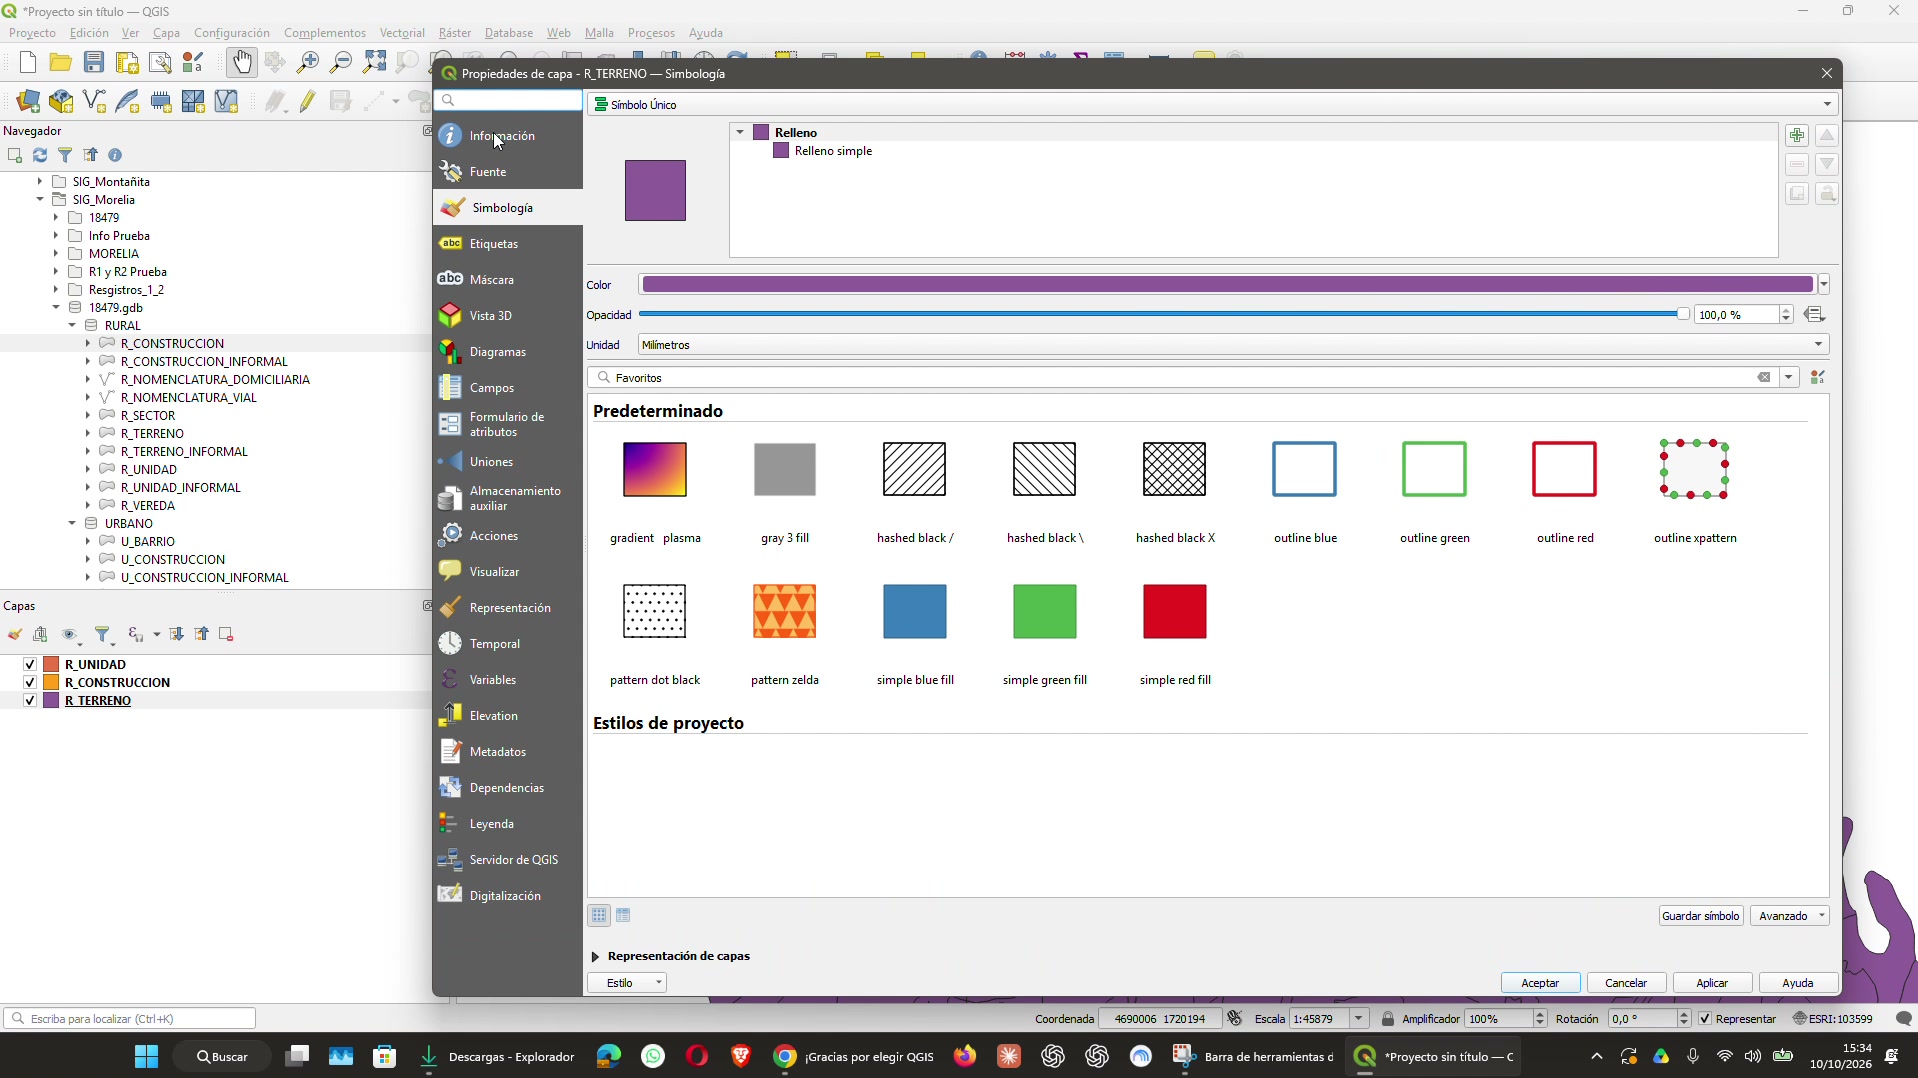 *Proyecto sin título — QGIS
Proyecto Edición Ver Capa Configuración Complementos Vectorial Ráster Database Web Malla Procesos Ayuda
Propiedades de capa - R_TERRENO — Simbología
Navegador
SIG_Montañita
SIG_Morelia
18479
Info Prueba
MORELIA
R1 y R2 Prueba
Resgistros_1_2
18479.gdb
RURAL
R_CONSTRUCCION
R_CONSTRUCCION_INFORMAL
R_NOMENCLATURA_DOMICILIARIA
R_NOMENCLATURA_VIAL
R_SECTOR
R_TERRENO
R_TERRENO_INFORMAL
R_UNIDAD
R_UNIDAD_INFORMAL
R_VEREDA
URBANO
U_BARRIO
U_CONSTRUCCION
U_CONSTRUCCION_INFORMAL
Capas
R_UNIDAD
R_CONSTRUCCION
R_TERRENO
Información
Fuente
Simbología
abc Etiquetas
abc Máscara
Vista 3D
Diagramas
Campos
Formulario de
atributos
Uniones
Almacenamiento
auxiliar
Acciones
Visualizar
Representación
Temporal
Variables
Elevation
Metadatos
Dependencias
Leyenda
Servidor de QGIS
Digitalización
Símbolo Único
Relleno
Relleno simple
Color
Opacidad 100,0 %
Unidad Milímetros
Favoritos
Predeterminado
gradient plasma
gray 3 fill
hashed black /
hashed black \
hashed black X
outline blue
outline green
outline red
outline xpattern
pattern dot black
pattern zelda
simple blue fill
simple green fill
simple red fill
Estilos de proyecto
Guardar símbolo Avanzado
Representación de capas
Estilo Aceptar Cancelar Aplicar Ayuda
Escriba para localizar (Ctrl+K) Coordenada 4690006 1720194 Escala 1:45879 Amplificador 100% Rotación 0,0 ° Representar ESRI:103599
Buscar Descargas - Explorador ¡Gracias por elegir QGIS Barra de herramientas d *Proyecto sin título — C
15:34
10/10/2026